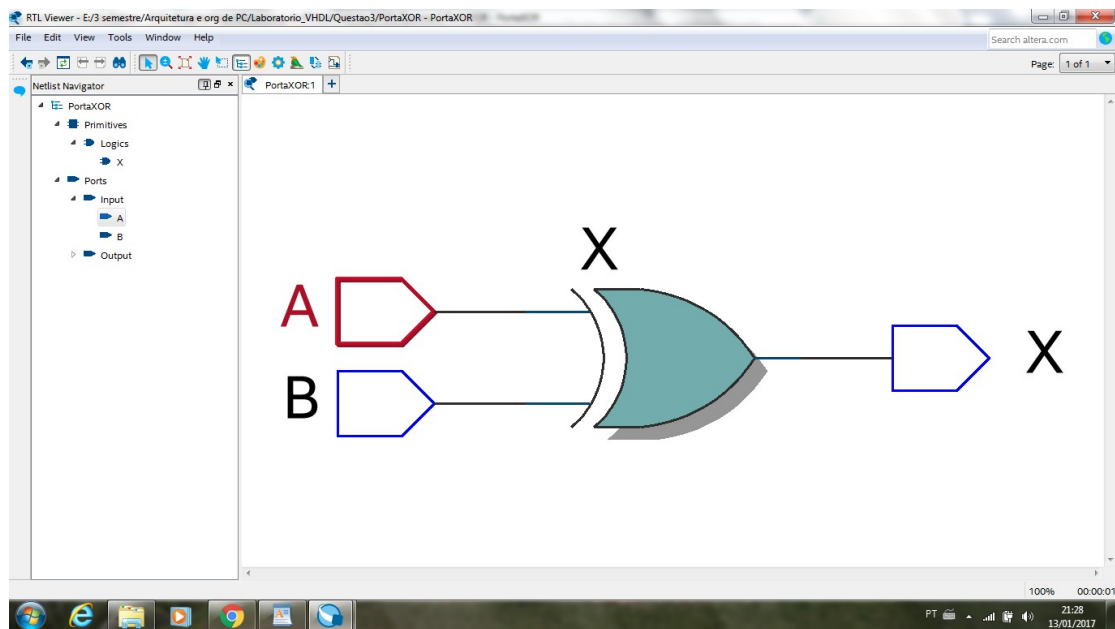 RTL Viewer - E:/3 semestre/Arquitetura e org de PC/Laboratorio_VHDL/Questao3/PortaXOR - PortaXOR
File Edit View Tools Window Help
Search altera.com
Page: 1 of 1
Netlist Navigator
PortaXOR:1
PortaXOR
Primitives
Logics
X
Ports
Input
A
B
Output
X
A
B
X
100% 00:00:01
PT
21:28
13/01/2017